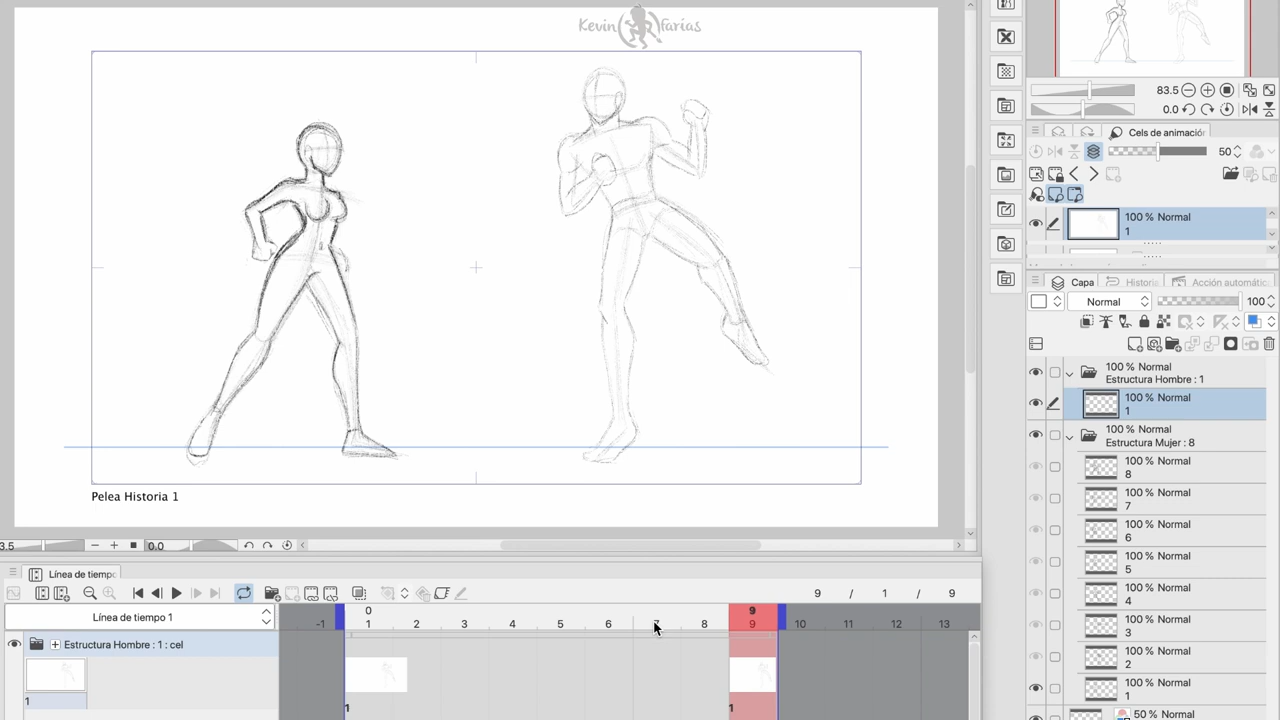 Kevin farias
83.5
0.0
Cels de animación
50
100 % Normal
1
Capa
Historia
Acción automátic
Normal
100
100 % Normal
Estructura Hombre : 1
100 % Normal
1
100 % Normal
Estructura Mujer : 8
100 % Normal
8
100 % Normal
7
100 % Normal
6
100 % Normal
5
100 % Normal
4
100 % Normal
3
100 % Normal
2
100 % Normal
1
50 % Normal
Pelea Historia 1
3.5
0.0
Línea de tiempo
9 / 1 / 9
Línea de tiempo 1
0 9
-1 1 2 3 4 5 6 7 8 9 10 11 12 13
Estructura Hombre : 1 : cel
1
1 1